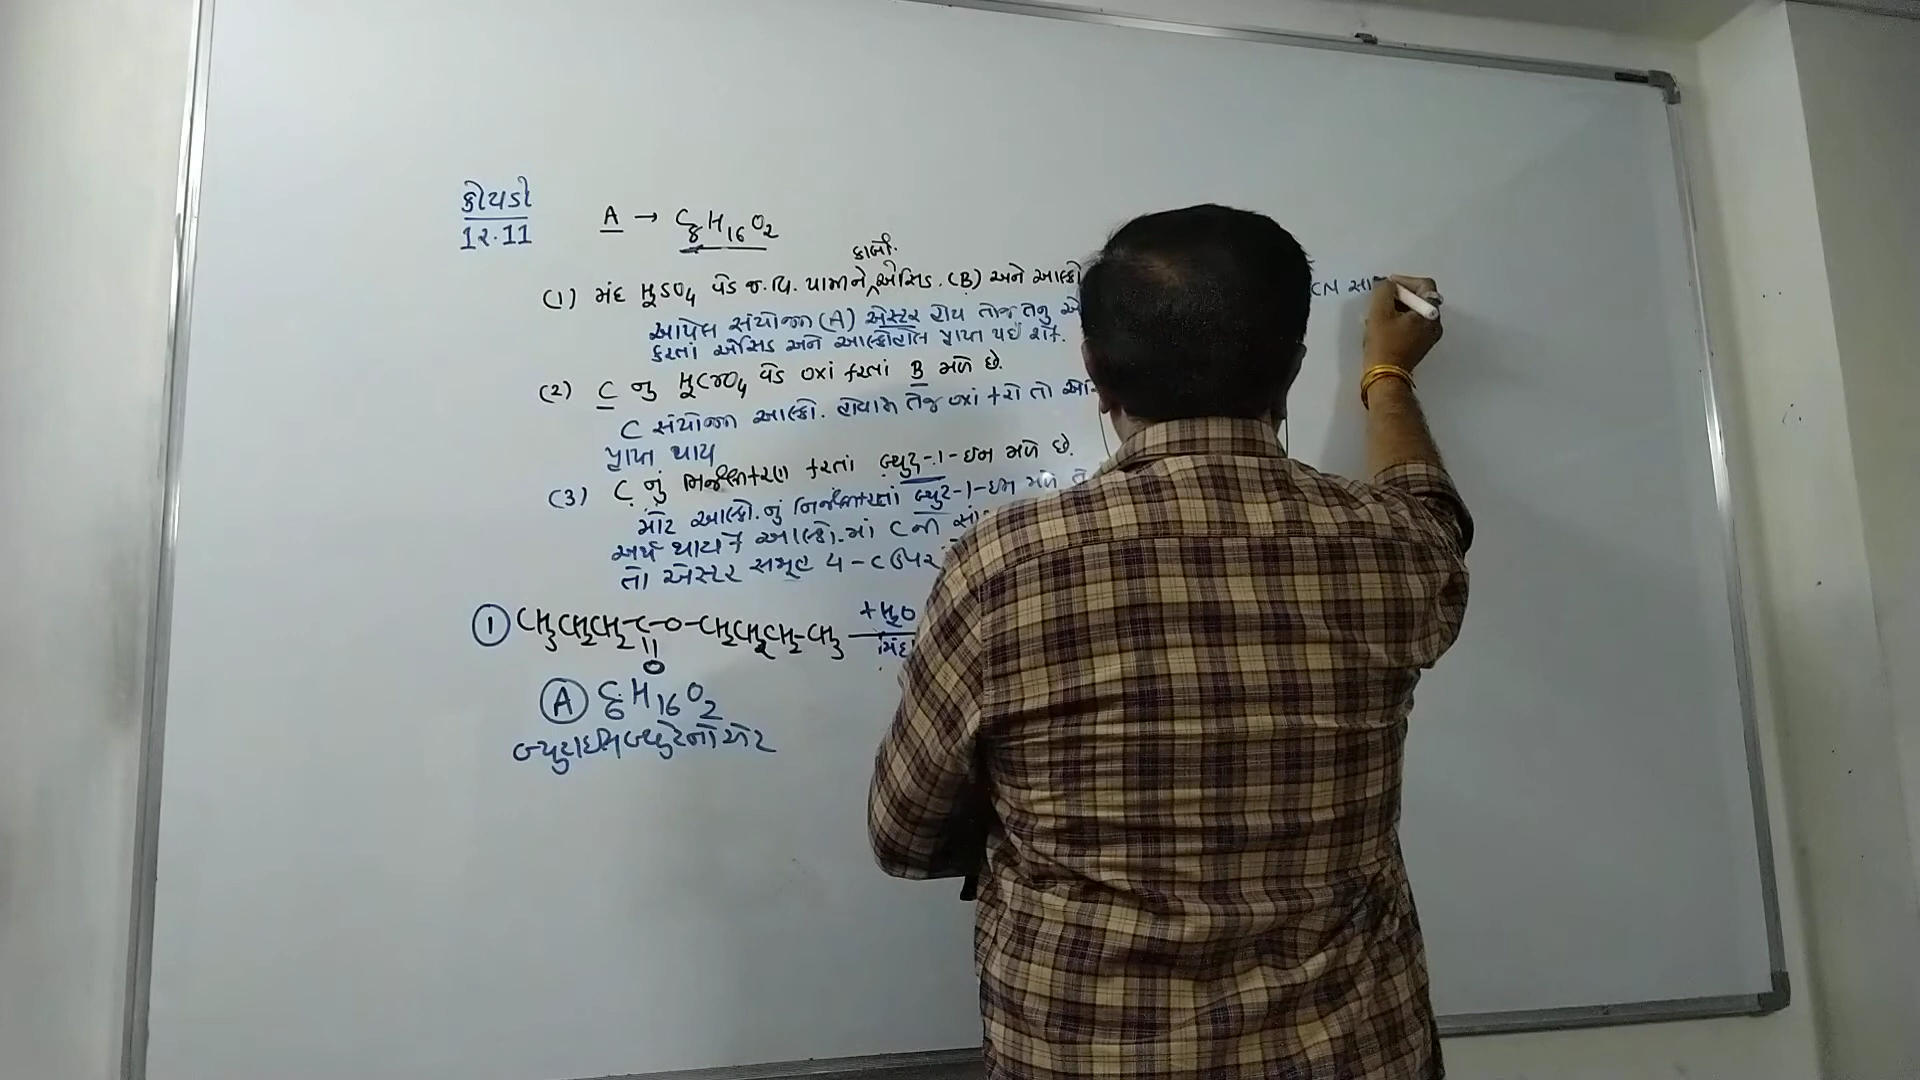 કોયડો
12.11
A → C8H16O2
કાર્બો.
(1) મંદ H2SO4 વડે જ.વિ. પામીને એસિડ. (B) અને આલ્કો
CN સા
આપેલ સંયોજન (A) એસ્ટર હોય તોજ તેનુ એ
કરતાં એસિડ અને આલ્કોહોલ પ્રાપ્ત થઈ શકે.
(2) C નુ H2CrO4 વડે oxi કરતાં B મળે છે.
C સંયોજન આલ્કો. હોવાને તેજ oxi કરો તો
પ્રાપ્ત થાય
(3) C નું નિર્જલીકરણ કરતાં બ્યુટ-1-ઇન મળે છે.
માટે આલ્કો.નું નિર્જલીકરતાં બ્યુટ-1-ઇન મળે
અર્થ થાય કે આલ્કો.માં C ની સાં
તો એસ્ટર સમૂહ 4-C ઉપર
① CH3CH2CH2-C-O-CH2CH2CH2-CH3 +H2O
|| મંદ
O
Ⓐ C8H16O2
બ્યુટાઇલબ્યુટેનોએટ